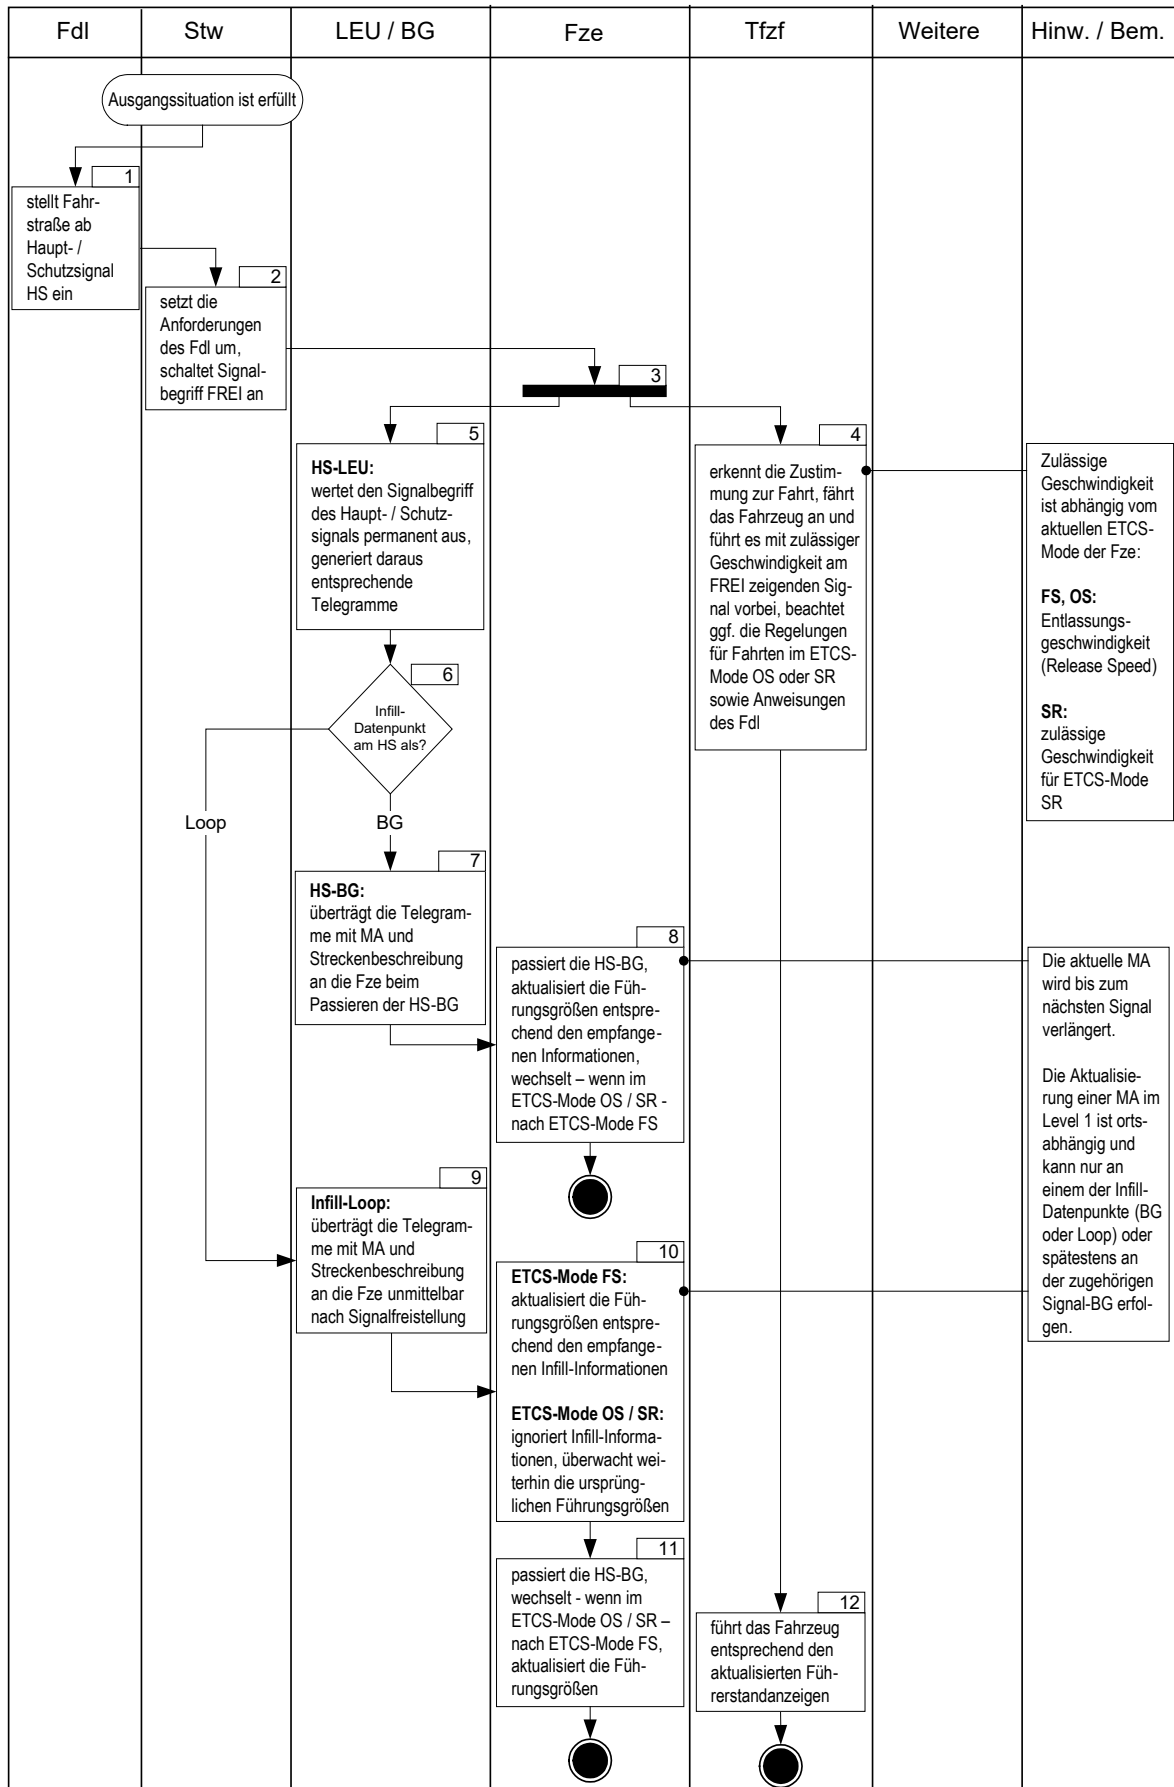 Fdl
Stw
LEU / BG
Fze
Tfzf
Weitere
Hinw. / Bem.
Ausgangssituation ist erfüllt
1
stellt Fahr-
straße ab
Haupt- /
Schutzsignal
HS ein
2
setzt die
Anforderungen
des Fdl um,
schaltet Signal-
begriff FREI an
3
5
HS-LEU:
wertet den Signalbegriff
des Haupt- / Schutz-
signals permanent aus,
generiert daraus
entsprechende
Telegramme
4
erkennt die Zustim-
mung zur Fahrt, fährt
das Fahrzeug an und
führt es mit zulässiger
Geschwindigkeit am
FREI zeigenden Sig-
nal vorbei, beachtet
ggf. die Regelungen
für Fahrten im ETCS-
Mode OS oder SR
sowie Anweisungen
des Fdl
Zulässige
Geschwindigkeit
ist abhängig vom
aktuellen ETCS-
Mode der Fze:
FS, OS:
Entlassungs-
geschwindigkeit
(Release Speed)
SR:
zulässige
Geschwindigkeit
für ETCS-Mode
SR
6
Infill-
Datenpunkt
am HS als?
Loop
BG
7
HS-BG:
überträgt die Telegram-
me mit MA und
Streckenbeschreibung
an die Fze beim
Passieren der HS-BG
8
passiert die HS-BG,
aktualisiert die Füh-
rungsgrößen entspre-
chend den empfange-
nen Informationen,
wechselt – wenn im
ETCS-Mode OS / SR -
nach ETCS-Mode FS
Die aktuelle MA
wird bis zum
nächsten Signal
verlängert.
Die Aktualisie-
rung einer MA im
Level 1 ist orts-
abhängig und
kann nur an
einem der Infill-
Datenpunkte (BG
oder Loop) oder
spätestens an
der zugehörigen
Signal-BG erfol-
gen.
9
Infill-Loop:
überträgt die Telegram-
me mit MA und
Streckenbeschreibung
an die Fze unmittelbar
nach Signalfreistellung
10
ETCS-Mode FS:
aktualisiert die Füh-
rungsgrößen entspre-
chend den empfange-
nen Infill-Informationen
ETCS-Mode OS / SR:
ignoriert Infill-Informa-
tionen, überwacht wei-
terhin die ursprüng-
lichen Führungsgrößen
11
passiert die HS-BG,
wechselt - wenn im
ETCS-Mode OS / SR –
nach ETCS-Mode FS,
aktualisiert die Füh-
rungsgrößen
12
führt das Fahrzeug
entsprechend den
aktualisierten Füh-
rerstandanzeigen